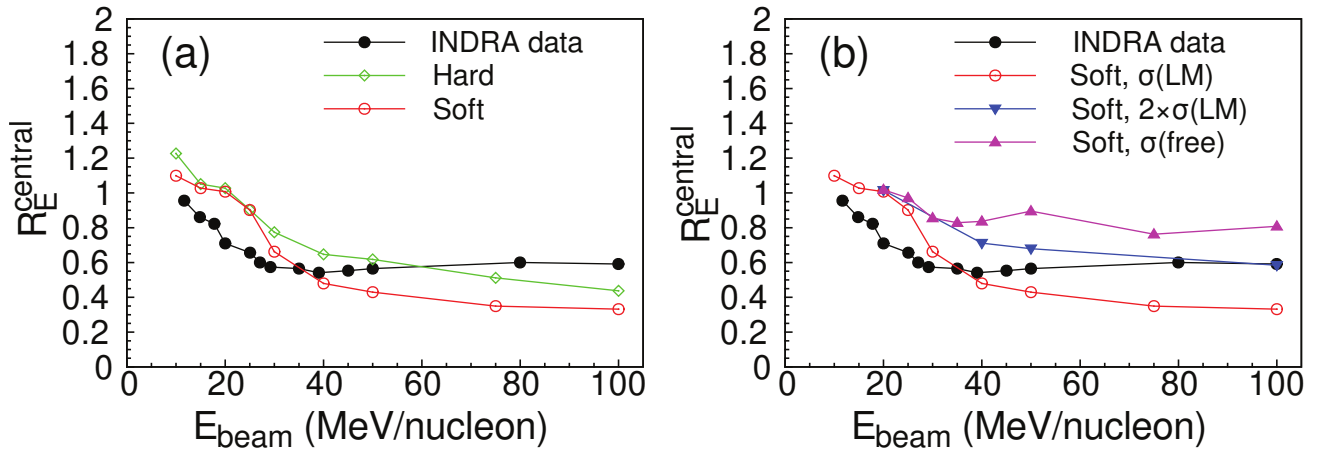 (a)
INDRA data
Hard
Soft
2
1.8
1.6
1.4
1.2
1
0.8
0.6
0.4
0.2
0
R_E^central
0 20 40 60 80 100
E_beam (MeV/nucleon)
(b)
INDRA data
Soft, σ(LM)
Soft, 2×σ(LM)
Soft, σ(free)
2
1.8
1.6
1.4
1.2
1
0.8
0.6
0.4
0.2
0
R_E^central
0 20 40 60 80 100
E_beam (MeV/nucleon)